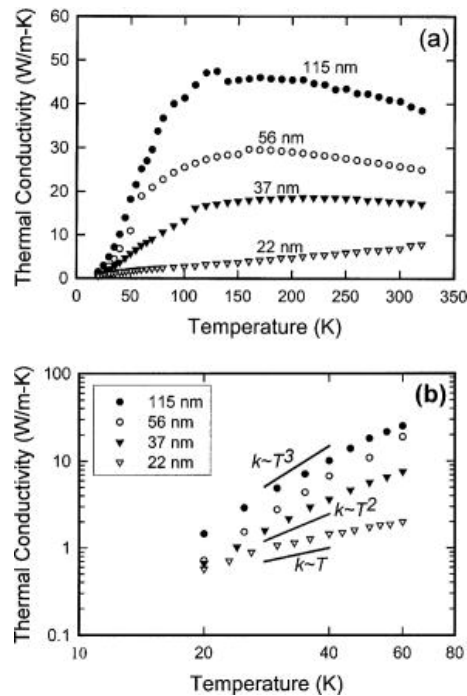 (a)
Thermal Conductivity (W/m-K)
60
50
40
30
20
10
0
115 nm
56 nm
37 nm
22 nm
0 50 100 150 200 250 300 350
Temperature (K)
(b)
Thermal Conductivity (W/m-K)
100
10
1
0.1
115 nm
56 nm
37 nm
22 nm
k~T³
k~T²
k~T
10 20 40 60 80
Temperature (K)